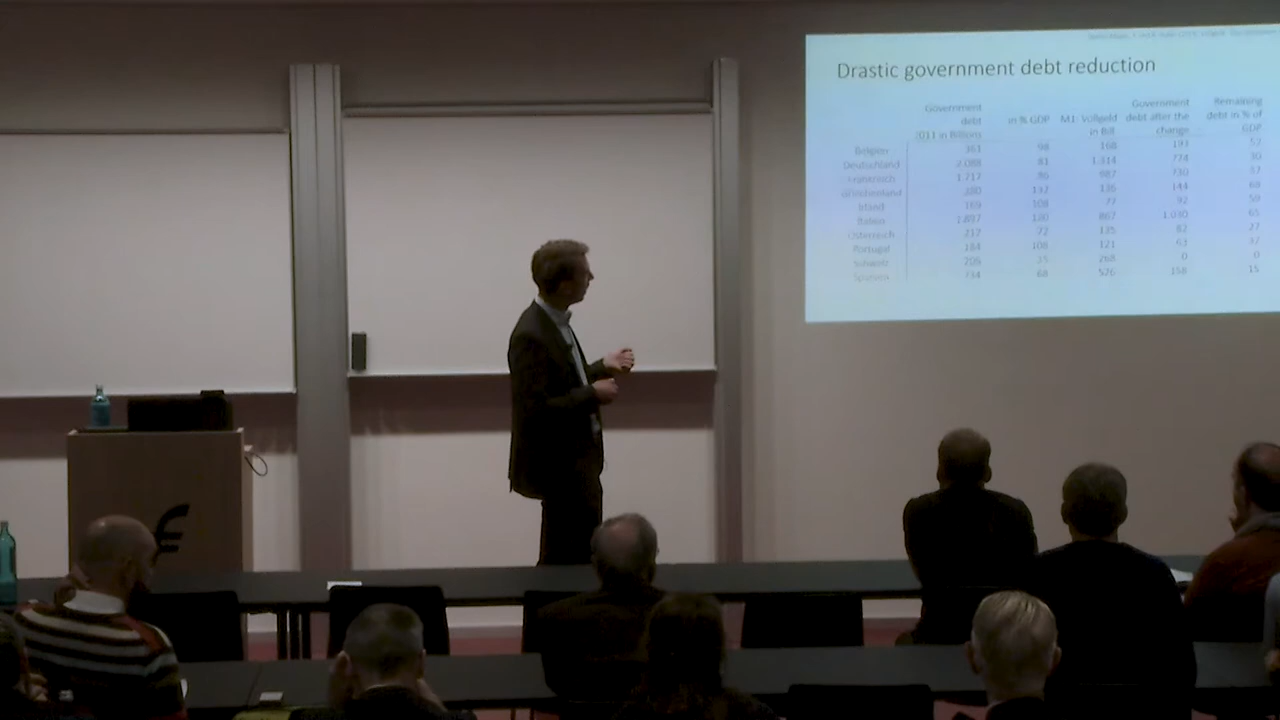 Drastic government debt reduction
Government debt 2011 in Billions in % GDP M1: Vollgeld in Bill. Government debt after the change Remaining debt in % of GDP
Belgien 361 98 168 193 52
Deutschland 2.088 81 1.314 774 30
Frankreich 1.717 86 987 730 37
Griechenland 280 136 144 68
Irland 169 108 77 92 59
Italien 1.897 120 867 1.030 65
Österreich 217 72 135 82 27
Portugal 184 108 121 63 37
Schweiz 205 35 268 0 0
Spanien 734 68 576 158 15